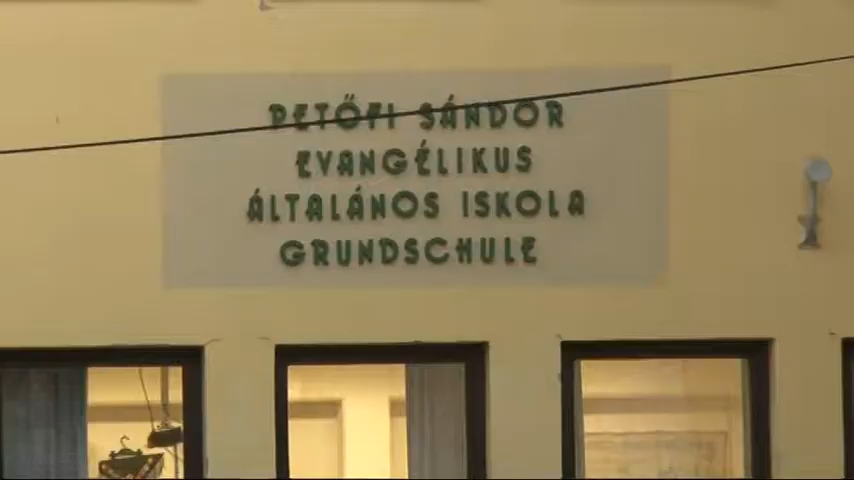 PETŐFI SÁNDOR
EVANGÉLIKUS
ÁLTALÁNOS ISKOLA
GRUNDSCHULE